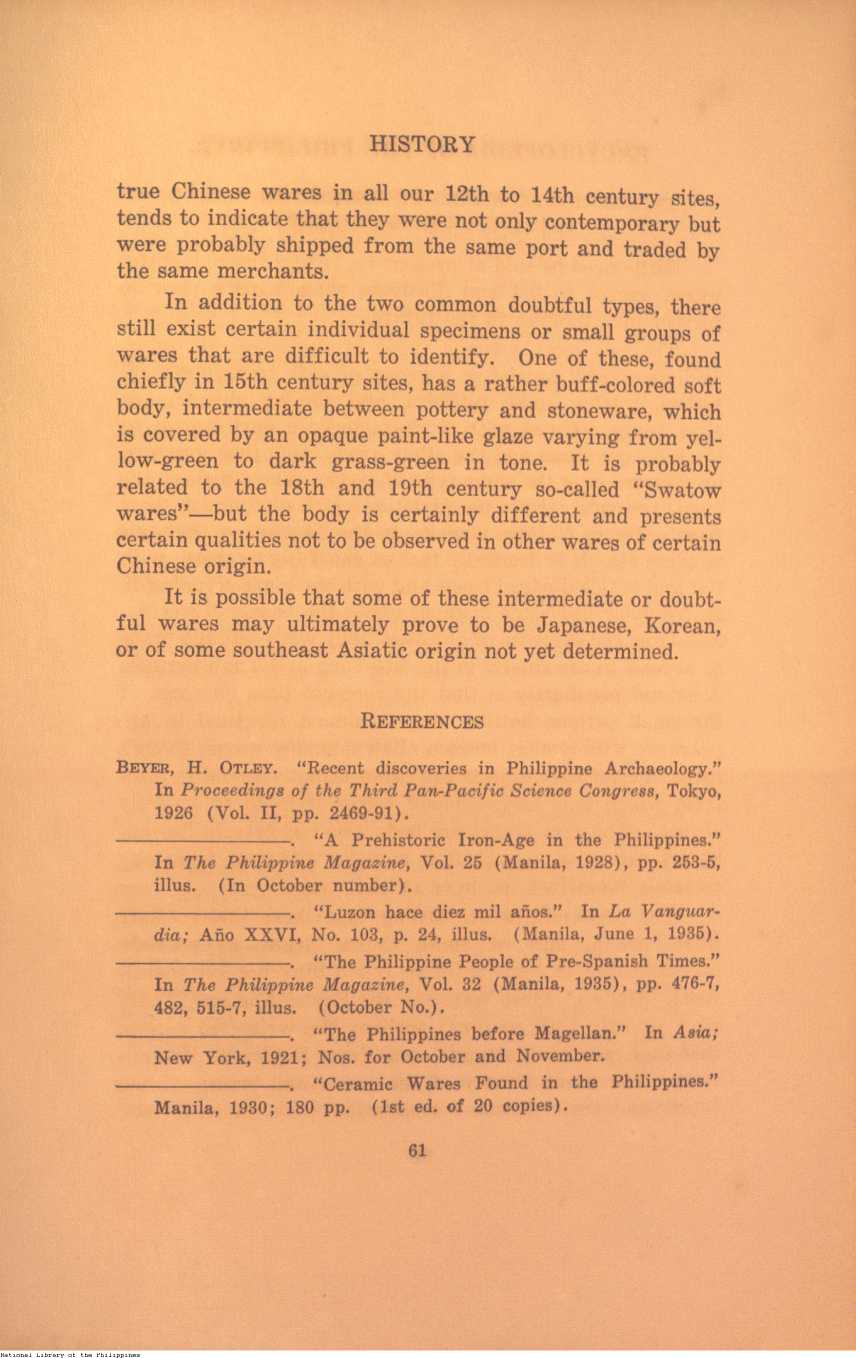 HISTORY
true Chinese wares in all our 12th to 14th century sites,
tends to indicate that they were not only contemporary but
were probably shipped from the same port and traded by
the same merchants.
In addition to the two common doubtful types, there
still exist certain individual specimens or small groups of
wares that are difficult to identify. One of these, found
chiefly in 15th century sites, has a rather buff-colored soft
body, intermediate between pottery and stoneware, which
is covered by an opaque paint-like glaze varying from yel-
low-green to dark grass-green in tone. It is probably
related to the 18th and 19th century so-called “Swatow
wares”—but the body is certainly different and presents
certain qualities not to be observed in other wares of certain
Chinese origin.
It is possible that some of these intermediate or doubt-
ful wares may ultimately prove to be Japanese, Korean,
or of some southeast Asiatic origin not yet determined.
REFERENCES
BEYER, H. OTLEY. “Recent discoveries in Philippine Archaeology.”
In Proceedings of the Third Pan-Pacific Science Congress, Tokyo,
1926 (Vol. II, pp. 2469-91).
————. “A Prehistoric Iron-Age in the Philippines.”
In The Philippine Magazine, Vol. 25 (Manila, 1928), pp. 253-5,
illus. (In October number).
————. “Luzon hace diez mil años.” In La Vanguar-
dia; Año XXVI, No. 103, p. 24, illus. (Manila, June 1, 1935).
————. “The Philippine People of Pre-Spanish Times.”
In The Philippine Magazine, Vol. 32 (Manila, 1935), pp. 476-7,
482, 515-7, illus. (October No.).
————. “The Philippines before Magellan.” In Asia;
New York, 1921; Nos. for October and November.
————. “Ceramic Wares Found in the Philippines.”
Manila, 1930; 180 pp. (1st ed. of 20 copies).
61
National Library of the Philippines